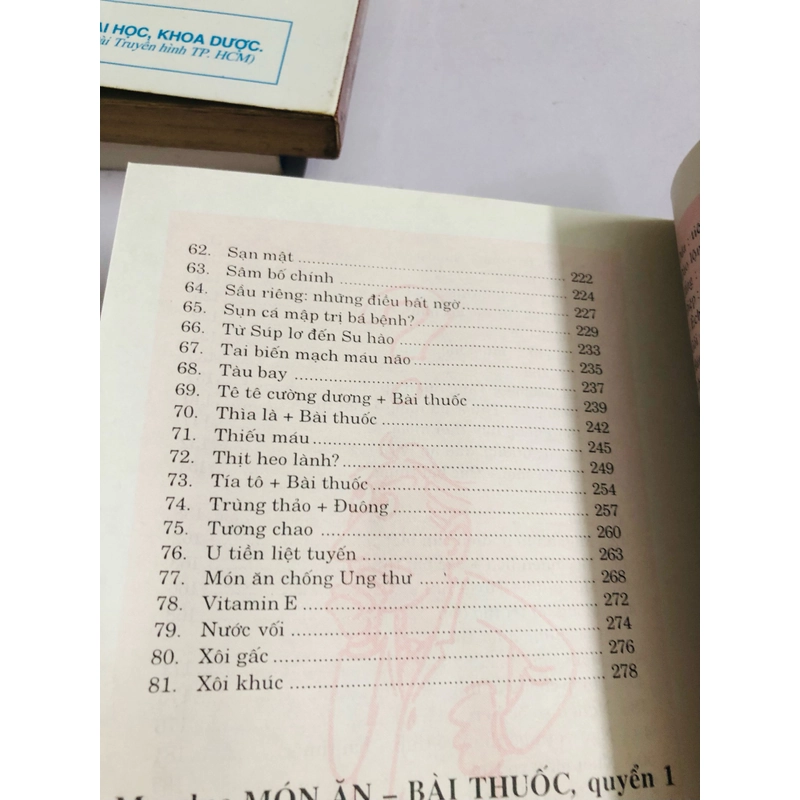 ẠI HỌC, KHOA DƯỢC.
ài Truyền hình TP. HCM)
62. Sạn mật 222
63. Sâm bố chính 224
64. Sầu riêng: những điều bất ngờ 227
65. Sụn cá mập trị bá bệnh? 229
66. Từ Súp lơ đến Su hào 233
67. Tai biến mạch máu não 235
68. Tàu bay 237
69. Tê tê cường dương + Bài thuốc 239
70. Thìa là + Bài thuốc 242
71. Thiếu máu 245
72. Thịt heo lành? 249
73. Tía tô + Bài thuốc 254
74. Trùng thảo + Đuông 257
75. Tương chao 260
76. U tiền liệt tuyến 263
77. Món ăn chống Ung thư 268
78. Vitamin E 272
79. Nước vối 274
80. Xôi gấc 276
81. Xôi khúc 278
MÓN ĂN – BÀI THUỐC, quyển 1